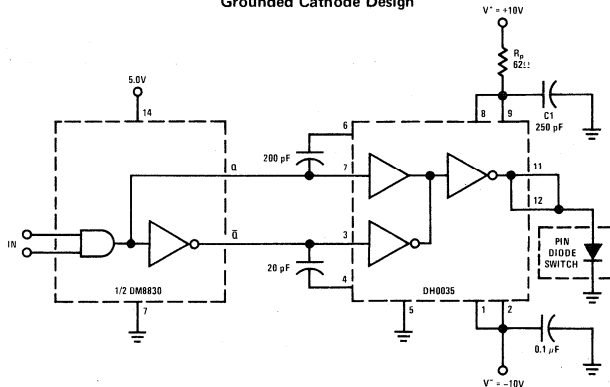 Grounded Cathode Design
V+ = +10V
Rp
62Ω
5.0V
14
6
8
9
C1
250 pF
200 pF
Q
7
11
12
IN
Q̄
3
PIN
DIODE
SWITCH
20 pF
4
1/2 DM8830
7
5
DH0035
1
2
0.1 μF
V− = −10V